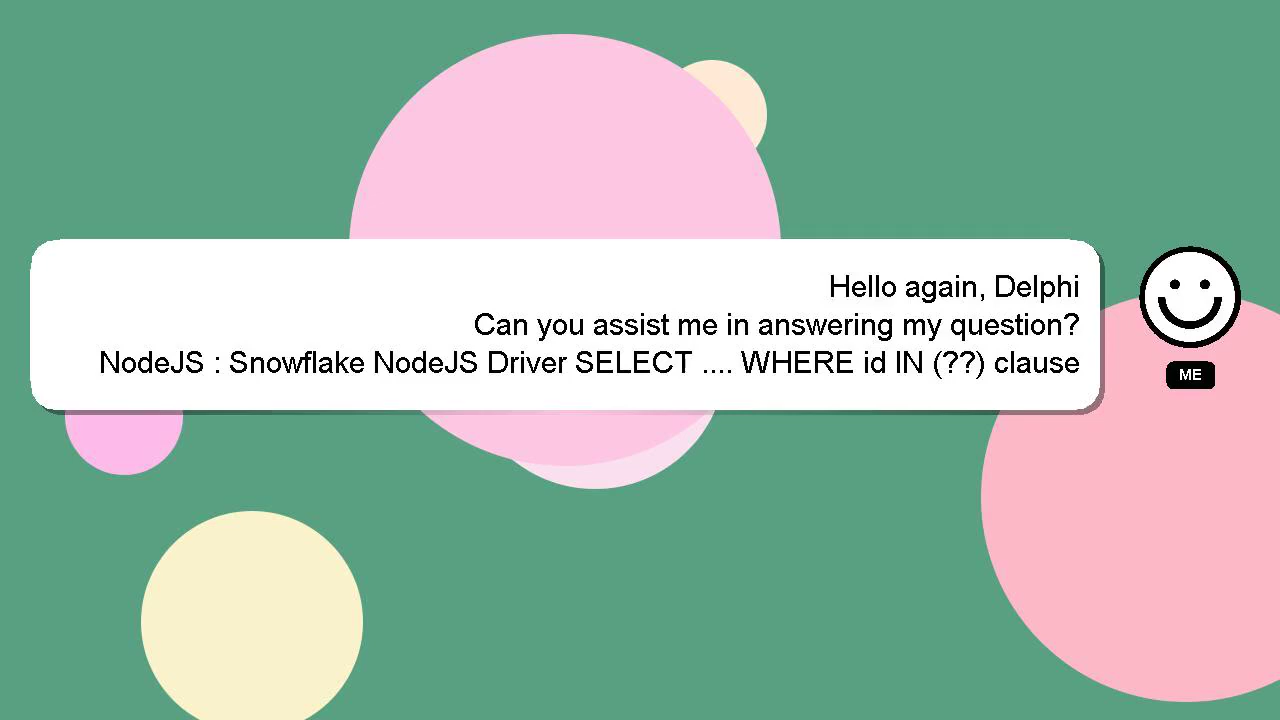 Hello again, Delphi
Can you assist me in answering my question?
NodeJS : Snowflake NodeJS Driver SELECT .... WHERE id IN (??) clause
ME